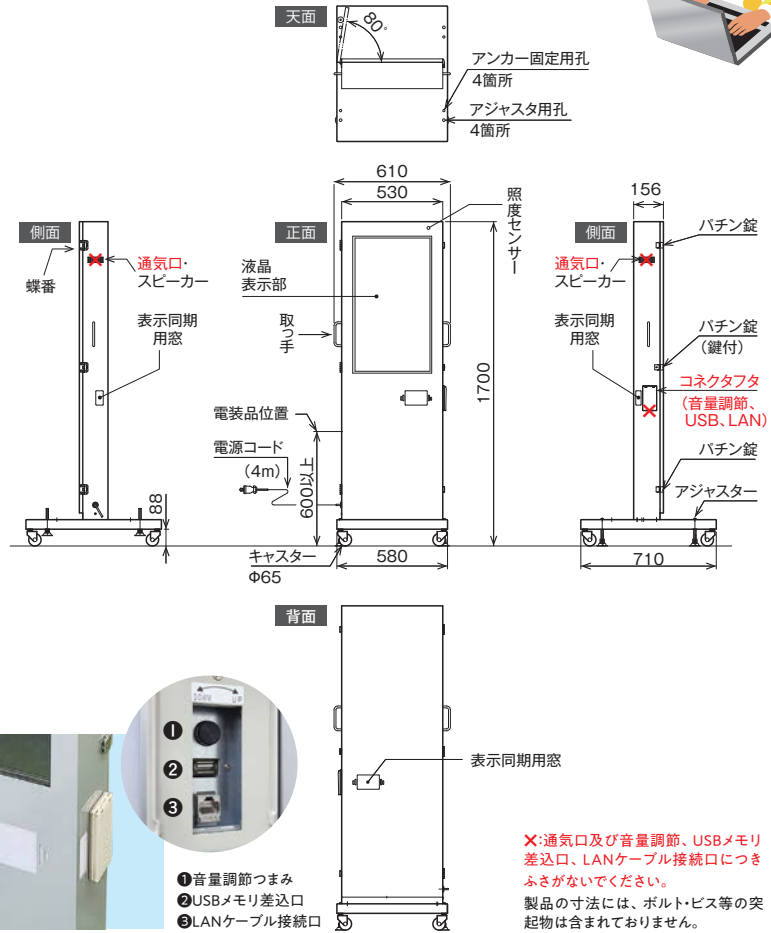 天面
80°
アンカー固定用孔
4箇所
アジャスタ用孔
4箇所
側面
蝶番
通気口・
スピーカー
表示同期
用窓
88
正面
610
530
照度センサー
液晶
表示部
取っ手
1700
電装品位置
電源コード
(4m)
600以上
キャスター
Φ65
580
側面
156
パチン錠
通気口・
スピーカー
表示同期
用窓
パチン錠
(鍵付)
コネクタフタ
(音量調節、
USB、LAN)
パチン錠
アジャスター
710
背面
表示同期用窓
DOWN UP
❶
❷
❸
❶音量調節つまみ
❷USBメモリ差込口
❸LANケーブル接続口
✕:通気口及び音量調節、USBメモリ
差込口、LANケーブル接続口につき
ふさがないでください。
製品の寸法には、ボルト・ビス等の突
起物は含まれておりません。